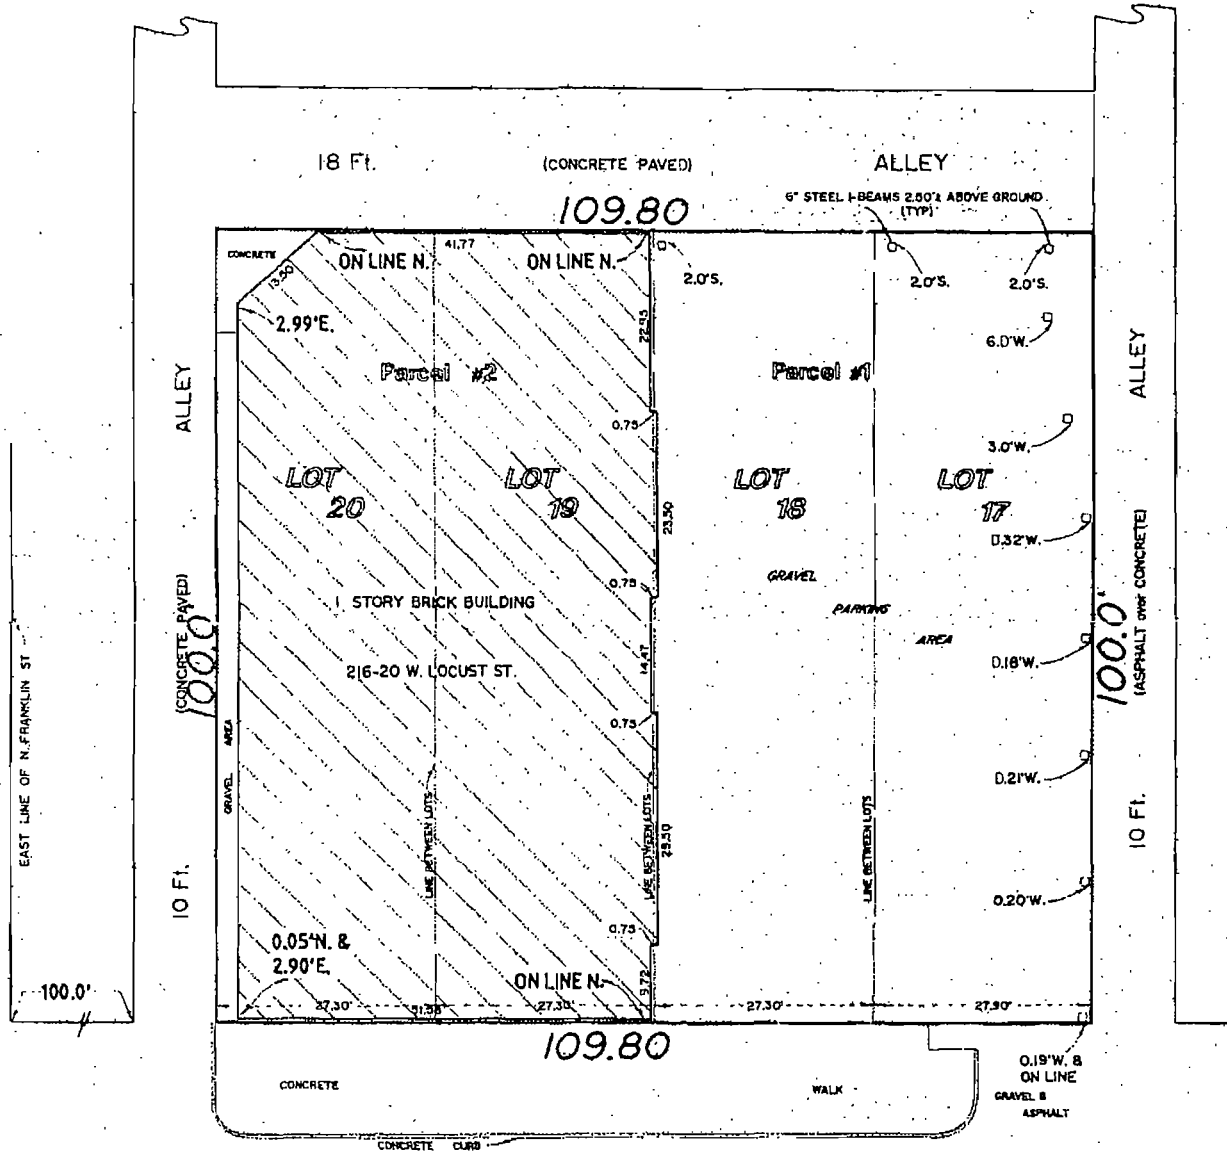 18 Ft.
(CONCRETE PAVED)
ALLEY
6" STEEL I-BEAMS 2.50'± ABOVE GROUND
(TYP)
109.80
CONCRETE
41.77
ON LINE N.
ON LINE N.
13.50
2.0'S.
2.0'S.
2.0'S.
2.99'E.
22.95
6.0'W.
Parcel #2
Parcel #1
ALLEY
ALLEY
0.75
3.0'W.
LOT
20
LOT
19
LOT
18
LOT
17
23.50
0.32'W.
(CONCRETE PAVED)
100.0'
100.0'
(ASPHALT over CONCRETE)
0.75
GRAVEL
PARKING
AREA
1 STORY BRICK BUILDING
216-20 W. LOCUST ST.
14.47
0.18'W.
EAST LINE OF N. FRANKLIN ST
0.75
GRAVEL AREA
0.21'W.
LINE BETWEEN LOTS
LINE BETWEEN LOTS
LINE BETWEEN LOTS
29.50
10 Ft.
10 Ft.
0.20'W.
0.75
0.05'N. &
2.90'E.
ON LINE N.
9.72
100.0'
27.30'
27.30'
27.30'
27.90'
109.80
0.19'W. &
ON LINE
GRAVEL &
ASPHALT
CONCRETE
WALK
CONCRETE CURB